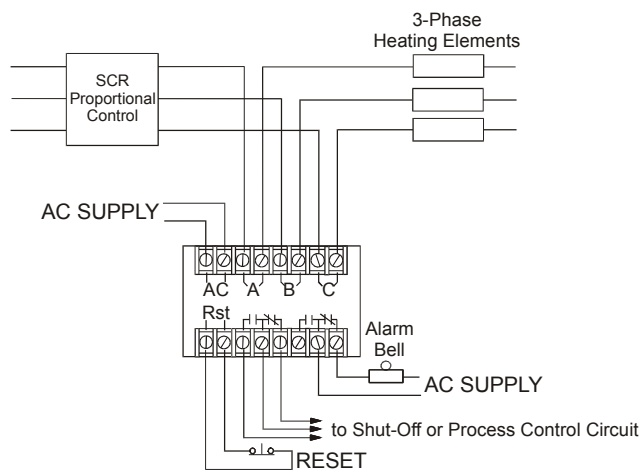 3-Phase
Heating Elements
SCR
Proportional
Control
AC SUPPLY
AC A B C
Rst
Alarm
Bell
AC SUPPLY
to Shut-Off or Process Control Circuit
RESET